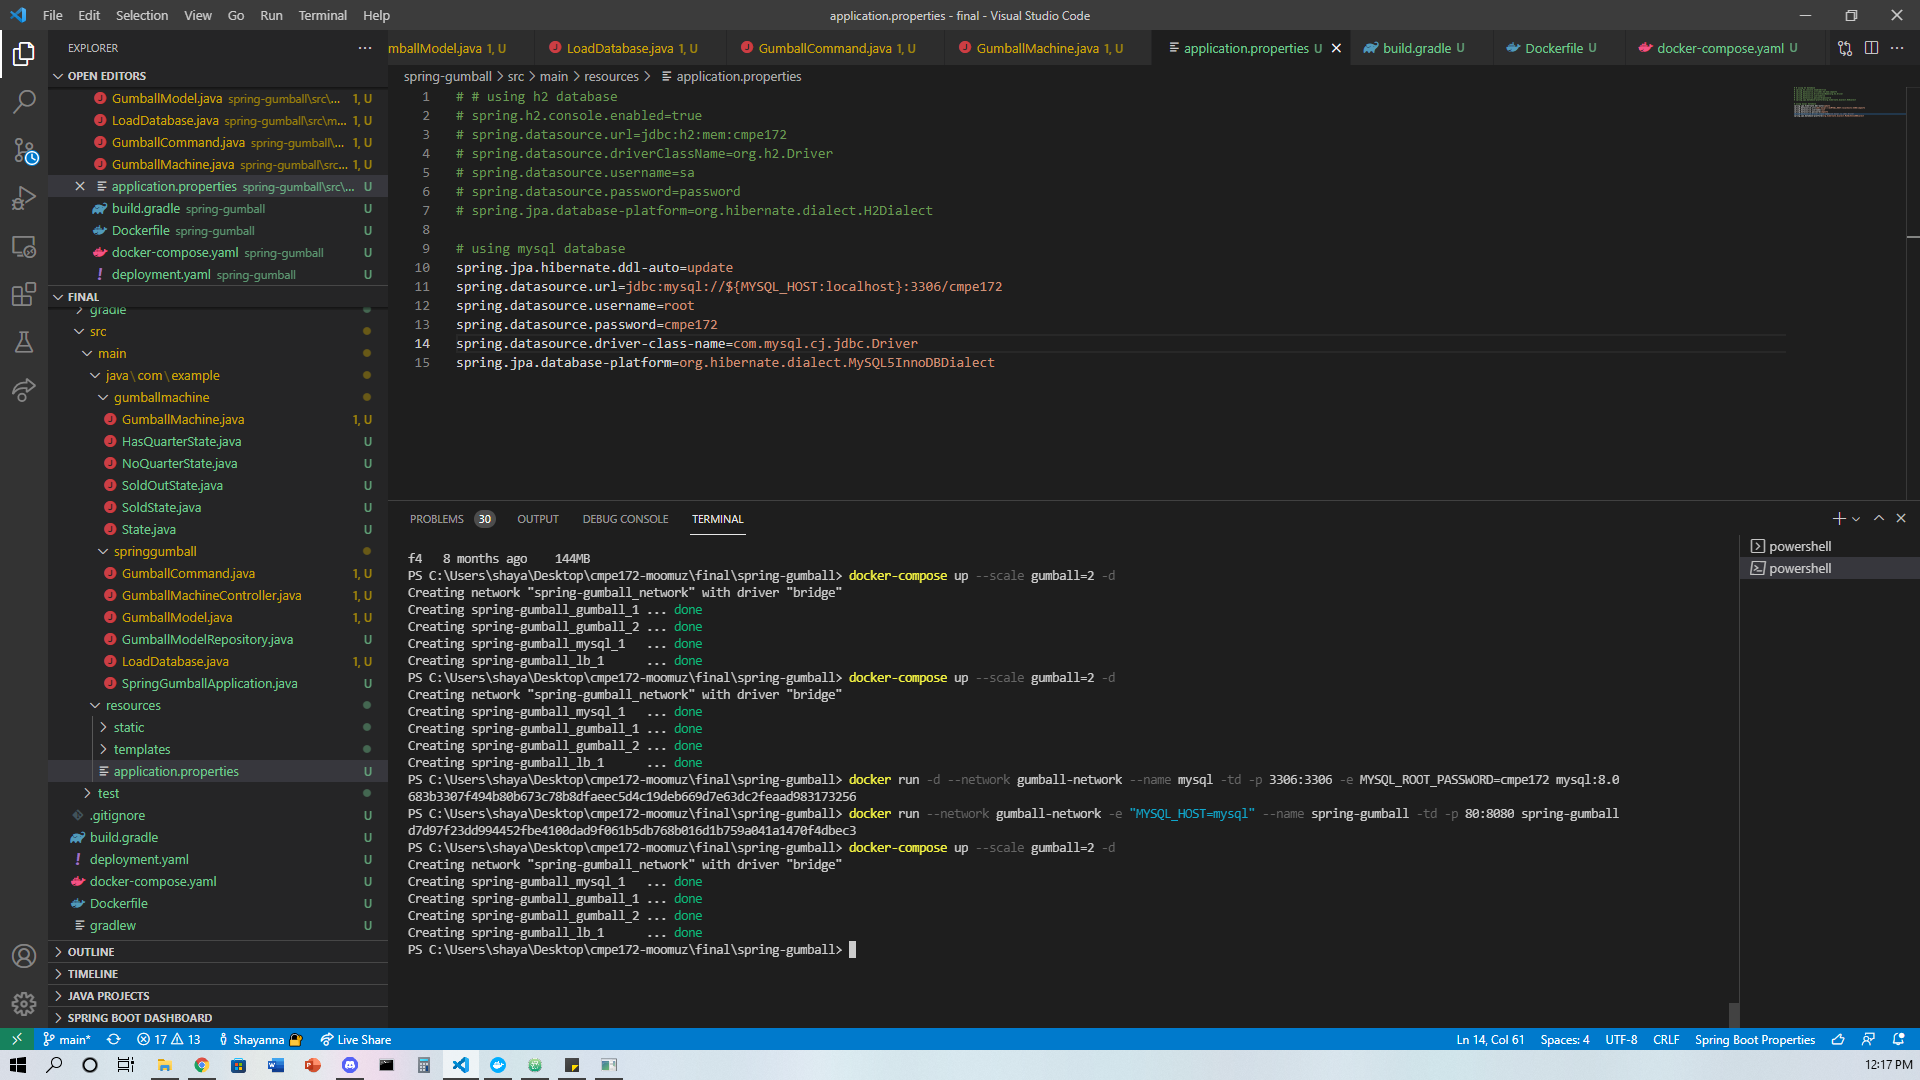 File Edit Selection View Go Run Terminal Help
application.properties - final - Visual Studio Code
EXPLORER
OPEN EDITORS
GumballModel.java spring-gumball\src\... 1, U
LoadDatabase.java spring-gumball\src\m... 1, U
GumballCommand.java spring-gumball\... 1, U
GumballMachine.java spring-gumball\src... 1, U
application.properties spring-gumball\src\... U
build.gradle spring-gumball U
Dockerfile spring-gumball U
docker-compose.yaml spring-gumball U
! deployment.yaml spring-gumball U
FINAL
gradle
src
main
java\com\example
gumballmachine
GumballMachine.java 1, U
HasQuarterState.java U
NoQuarterState.java U
SoldOutState.java U
SoldState.java U
State.java U
springgumball
GumballCommand.java 1, U
GumballMachineController.java 1, U
GumballModel.java 1, U
GumballModelRepository.java U
LoadDatabase.java 1, U
SpringGumballApplication.java U
resources
static
templates
application.properties U
test
.gitignore U
build.gradle U
! deployment.yaml U
docker-compose.yaml U
Dockerfile U
gradlew U
OUTLINE
TIMELINE
JAVA PROJECTS
SPRING BOOT DASHBOARD
mballModel.java 1, U LoadDatabase.java 1, U GumballCommand.java 1, U GumballMachine.java 1, U application.properties U build.gradle U Dockerfile U docker-compose.yaml U
spring-gumball > src > main > resources > application.properties
1 # # using h2 database
2 # spring.h2.console.enabled=true
3 # spring.datasource.url=jdbc:h2:mem:cmpe172
4 # spring.datasource.driverClassName=org.h2.Driver
5 # spring.datasource.username=sa
6 # spring.datasource.password=password
7 # spring.jpa.database-platform=org.hibernate.dialect.H2Dialect
8
9 # using mysql database
10 spring.jpa.hibernate.ddl-auto=update
11 spring.datasource.url=jdbc:mysql://${MYSQL_HOST:localhost}:3306/cmpe172
12 spring.datasource.username=root
13 spring.datasource.password=cmpe172
14 spring.datasource.driver-class-name=com.mysql.cj.jdbc.Driver
15 spring.jpa.database-platform=org.hibernate.dialect.MySQL5InnoDBDialect
PROBLEMS 30 OUTPUT DEBUG CONSOLE TERMINAL
f4 8 months ago 144MB
PS C:\Users\shaya\Desktop\cmpe172-moomuz\final\spring-gumball> docker-compose up --scale gumball=2 -d
Creating network "spring-gumball_network" with driver "bridge"
Creating spring-gumball_gumball_1 ... done
Creating spring-gumball_gumball_2 ... done
Creating spring-gumball_mysql_1 ... done
Creating spring-gumball_lb_1 ... done
PS C:\Users\shaya\Desktop\cmpe172-moomuz\final\spring-gumball> docker-compose up --scale gumball=2 -d
Creating network "spring-gumball_network" with driver "bridge"
Creating spring-gumball_mysql_1 ... done
Creating spring-gumball_gumball_1 ... done
Creating spring-gumball_gumball_2 ... done
Creating spring-gumball_lb_1 ... done
PS C:\Users\shaya\Desktop\cmpe172-moomuz\final\spring-gumball> docker run -d --network gumball-network --name mysql -td -p 3306:3306 -e MYSQL_ROOT_PASSWORD=cmpe172 mysql:8.0
683b3307f494b80b673c78b8dfaeec5d4c19deb669d7e63dc2feaad983173256
PS C:\Users\shaya\Desktop\cmpe172-moomuz\final\spring-gumball> docker run --network gumball-network -e "MYSQL_HOST=mysql" --name spring-gumball -td -p 80:8080 spring-gumball
d7d97f23dd994452fbe4100dad9f061b5db768b016d1b759a041a1470f4dbec3
PS C:\Users\shaya\Desktop\cmpe172-moomuz\final\spring-gumball> docker-compose up --scale gumball=2 -d
Creating network "spring-gumball_network" with driver "bridge"
Creating spring-gumball_mysql_1 ... done
Creating spring-gumball_gumball_1 ... done
Creating spring-gumball_gumball_2 ... done
Creating spring-gumball_lb_1 ... done
PS C:\Users\shaya\Desktop\cmpe172-moomuz\final\spring-gumball>
powershell
powershell
main* 17 13 Shayanna Live Share
Ln 14, Col 61 Spaces: 4 UTF-8 CRLF Spring Boot Properties
12:17 PM